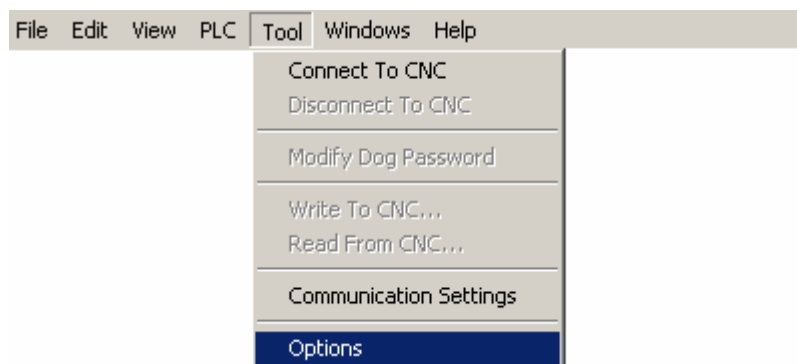 File Edit View PLC Tool Windows Help
Connect To CNC
Disconnect To CNC
Modify Dog Password
Write To CNC...
Read From CNC...
Communication Settings
Options